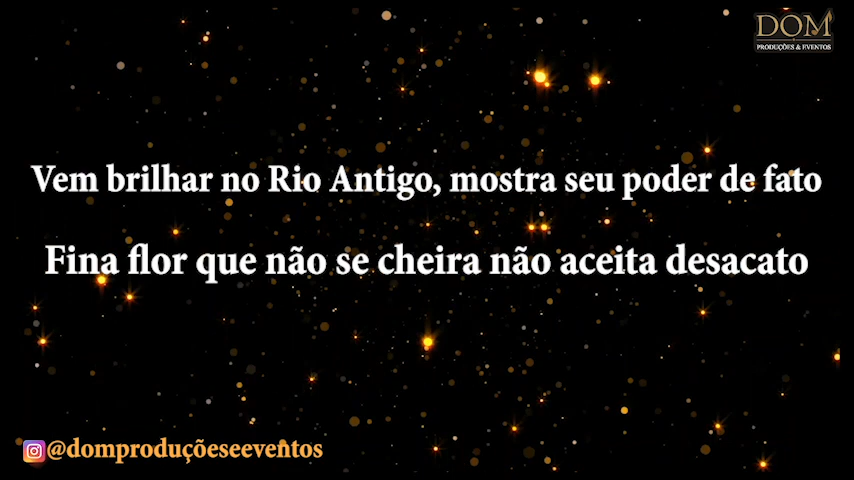 DOM
PRODUÇÕES & EVENTOS
Vem brilhar no Rio Antigo, mostra seu poder de fato
Fina flor que não se cheira não aceita desacato
@domproduçõeseeventos